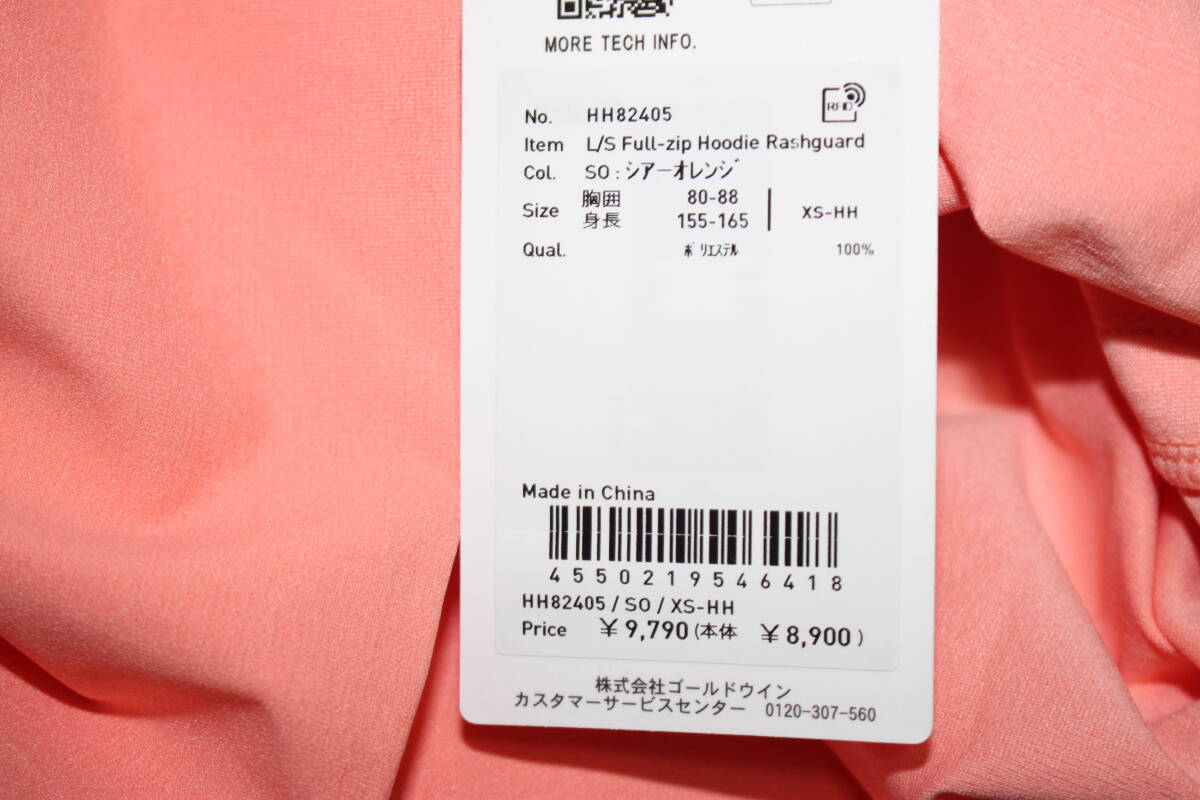 MORE TECH INFO.
RFID
No. HH82405
Item L/S Full-zip Hoodie Rashguard
Col. SO : シアーオレンジ
Size 胸囲 80-88 XS-HH
身長 155-165
Qual. ポリエステル 100%
Made in China
4550219546418
HH82405 / SO / XS-HH
Price ¥9,790 (本体 ¥8,900 )
株式会社ゴールドウイン
カスタマーサービスセンター 0120-307-560